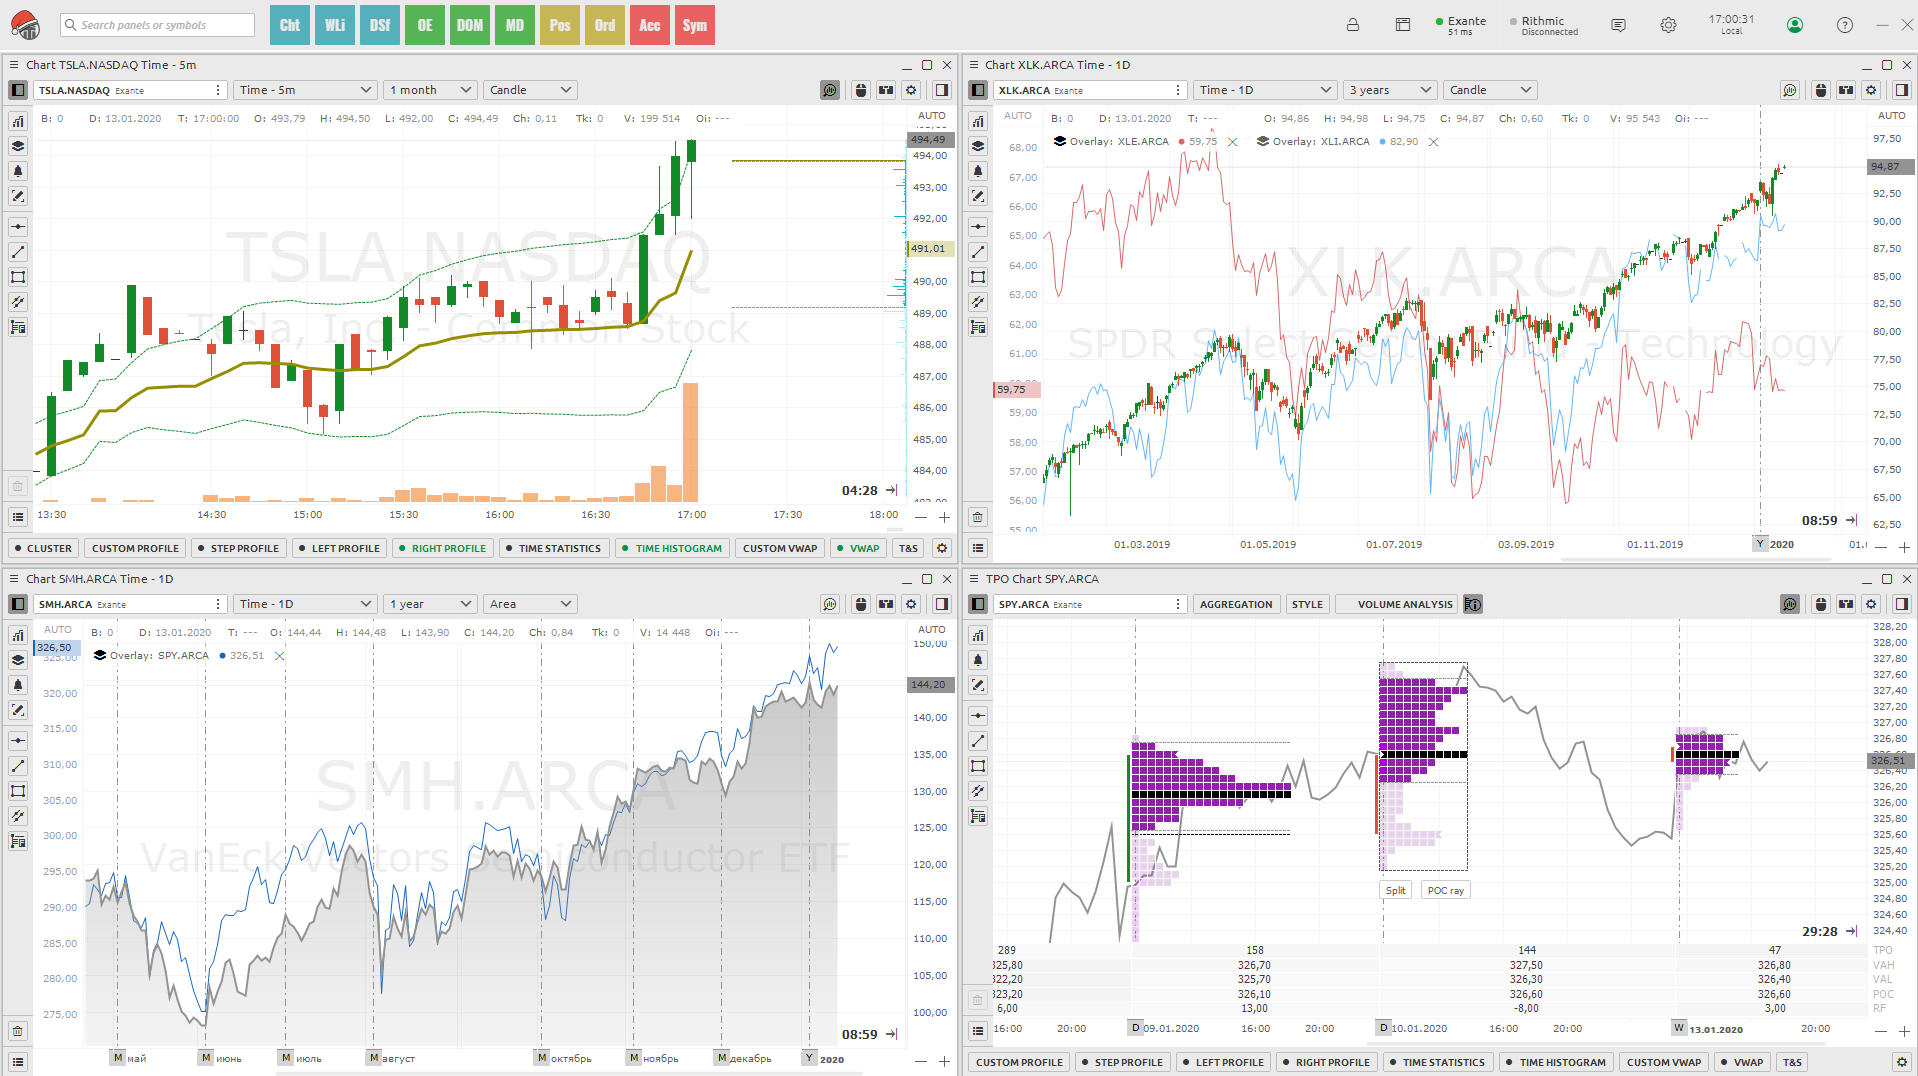 Search panels or symbols
Cht WLi DSf OE DOM MD Pos Ord Acc Sym
Exante 51 ms
Rithmic Disconnected
17:00:31 Local
Chart TSLA.NASDAQ Time - 5m
TSLA.NASDAQ Exante
Time - 5m
1 month
Candle
B: 0 D: 13.01.2020 T: 17:00:00 O: 493,79 H: 494,50 L: 492,00 C: 494,49 Ch: 0,11 Tk: 0 V: 199 514 Oi: ---
AUTO
494,49
494,00
493,00
492,00
491,01
490,00
489,00
488,00
487,00
486,00
485,00
484,00
TSLA.NASDAQ
Tesla, Inc. - Common Stock
04:28
13:30 14:30 15:00 15:30 16:00 16:30 17:00 17:30 18:00
CLUSTER CUSTOM PROFILE STEP PROFILE LEFT PROFILE RIGHT PROFILE TIME STATISTICS TIME HISTOGRAM CUSTOM VWAP VWAP T&S
Chart XLK.ARCA Time - 1D
XLK.ARCA Exante
Time - 1D
3 years
Candle
AUTO
B: 0 D: 13.01.2020 T: --- O: 94,86 H: 94,98 L: 94,75 C: 94,87 Ch: 0,60 Tk: 0 V: 95 543 Oi: ---
AUTO
Overlay: XLE.ARCA 59,75
Overlay: XLI.ARCA 82,90
68,00
67,00
66,00
65,00
64,00
63,00
62,00
61,00
59,75
59,00
58,00
57,00
56,00
55,00
97,50
94,87
92,50
90,00
87,50
85,00
82,50
80,00
77,50
75,00
72,50
70,00
67,50
65,00
62,50
XLK.ARCA
08:59
01.03.2019 01.05.2019 01.07.2019 03.09.2019 01.11.2019 Y 2020 01.
Chart SMH.ARCA Time - 1D
SMH.ARCA Exante
Time - 1D
1 year
Area
AUTO
B: 0 D: 13.01.2020 T: --- O: 144,44 H: 144,48 L: 143,90 C: 144,20 Ch: 0,84 Tk: 0 V: 14 448 Oi: ---
AUTO
Overlay: SPY.ARCA 326,51
326,50
325,00
320,00
315,00
310,00
305,00
300,00
295,00
290,00
285,00
280,00
275,00
150,00
144,20
140,00
135,00
130,00
125,00
120,00
115,00
110,00
105,00
100,00
SMH.ARCA
VanEck Vectors Semiconductor ETF
08:59
M май M июнь M июль M август M октябрь M ноябрь M декабрь Y 2020
TPO Chart SPY.ARCA
SPY.ARCA Exante
AGGREGATION STYLE VOLUME ANALYSIS
328,20
328,00
327,80
327,60
327,40
327,20
327,00
326,80
326,51
326,40
326,20
326,00
325,80
325,60
325,40
325,20
325,00
324,80
324,60
324,40
Split POC ray
29:28
289 158 144 47 TPO
325,80 326,70 327,50 326,80 VAH
322,20 325,70 326,30 326,40 VAL
323,20 326,10 326,60 326,60 POC
6,00 13,00 -8,00 3,00 RF
16:00 20:00 D 09.01.2020 16:00 20:00 D 10.01.2020 16:00 20:00 W 13.01.2020 20:00
CUSTOM PROFILE STEP PROFILE LEFT PROFILE RIGHT PROFILE TIME STATISTICS TIME HISTOGRAM CUSTOM VWAP VWAP T&S